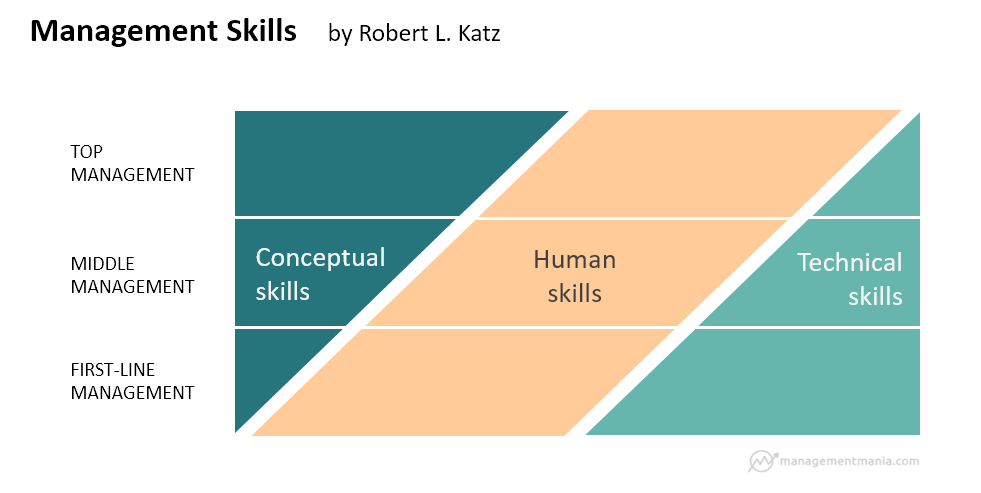 Management Skills by Robert L. Katz
TOP
MANAGEMENT
MIDDLE
MANAGEMENT
Conceptual
skills
Human
skills
Technical
skills
FIRST-LINE
MANAGEMENT
managementmania.com